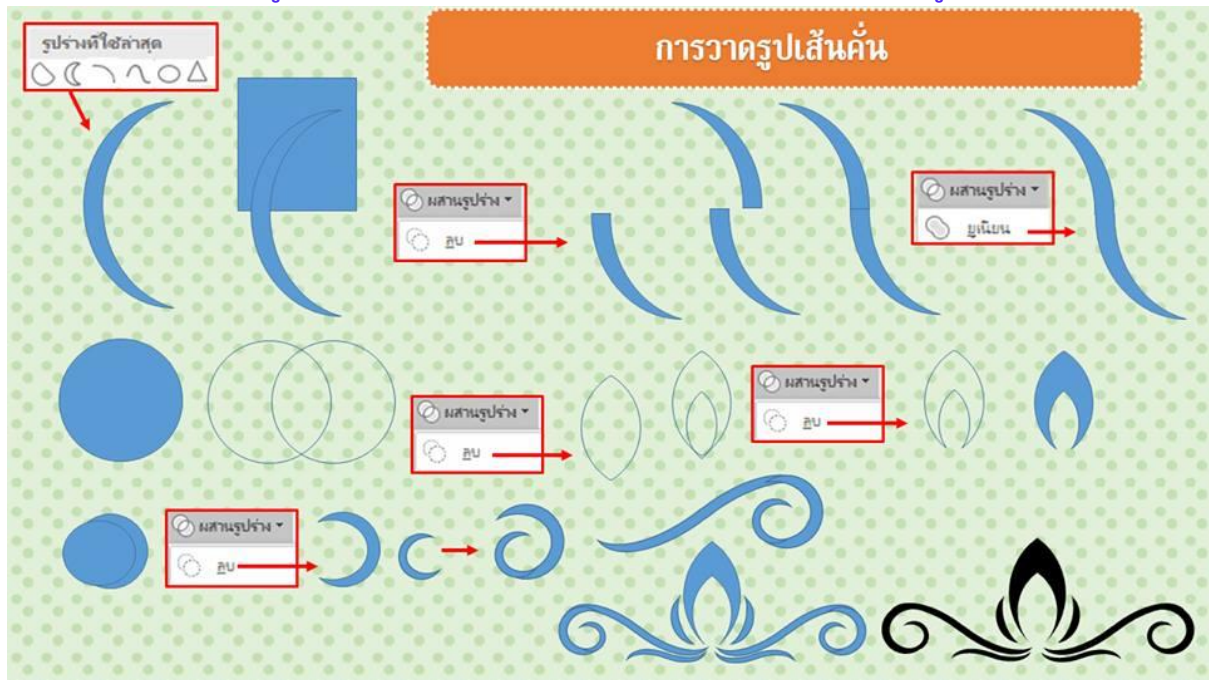 รูปร่างที่ใช้ล่าสุด
การวาดรูปเส้นคั่น
ผสานรูปร่าง
ลบ
ผสานรูปร่าง
ยูเนียน
ผสานรูปร่าง
ลบ
ผสานรูปร่าง
ลบ
ผสานรูปร่าง
ลบ